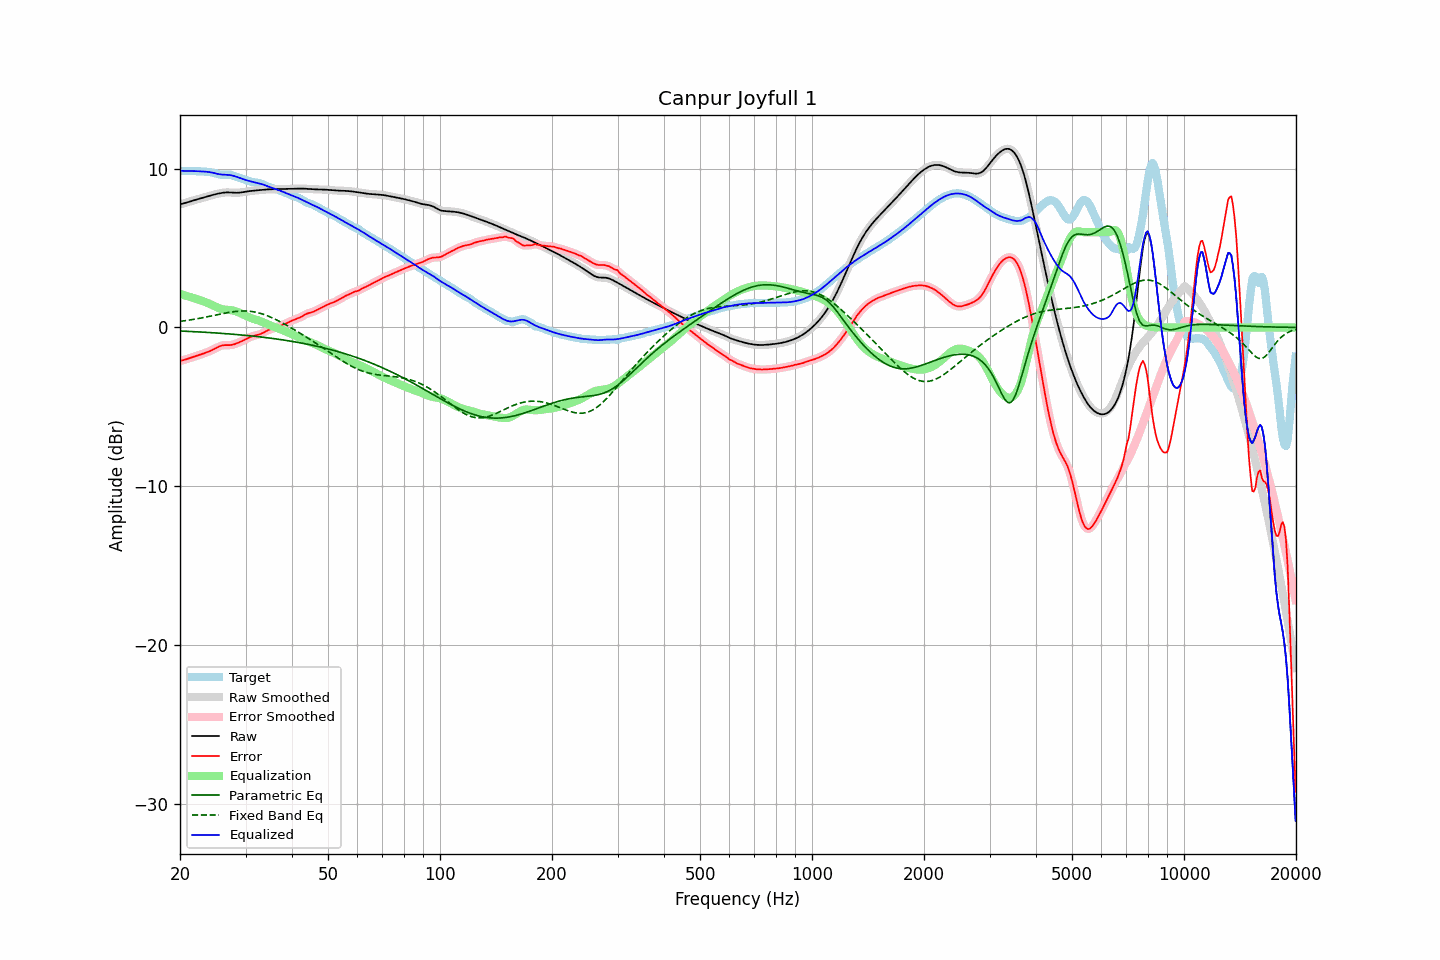 Canpur Joyfull 1
Amplitude (dBr)
10
0
−10
−20
−30
Target
Raw Smoothed
Error Smoothed
Raw
Error
Equalization
Parametric Eq
Fixed Band Eq
Equalized
20 50 100 200 500 1000 2000 5000 10000 20000
Frequency (Hz)